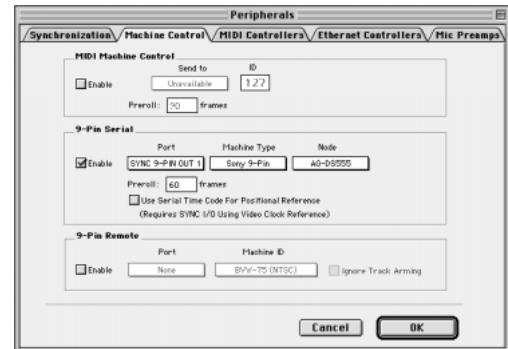 Peripherals
Synchronization Machine Control MIDI Controllers Ethernet Controllers Mic Preamps
MIDI Machine Control
Send to ID
Enable Unavailable 127
Preroll: frames
9-Pin Serial
Port Machine Type Node
Enable SYNC 9-PIN OUT 1 Sony 9-Pin AG-DS555
Preroll: 60 frames
Use Serial Time Code For Positional Reference
(Requires SYNC I/O Using Video Clock Reference)
9-Pin Remote
Port Machine ID
Enable None BVW-75 (NTSC) Ignore Track Arming
Cancel OK